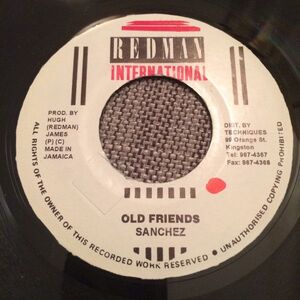 REDMAN
INTERNATIONAL
PROD. BY
HUGH
(REDMAN)
JAMES
(P) (C)
MADE IN
JAMAICA
DIST. BY
TECHNIQUES
99 Orange St.
Kingston
Tel: 967-4367
Fax: 967-4368
OLD FRIENDS
SANCHEZ
ALL RIGHTS OF THE OWNER OF THIS RECORDED WORK RESERVED • UNAUTHORISED COPYING PROHIBITED